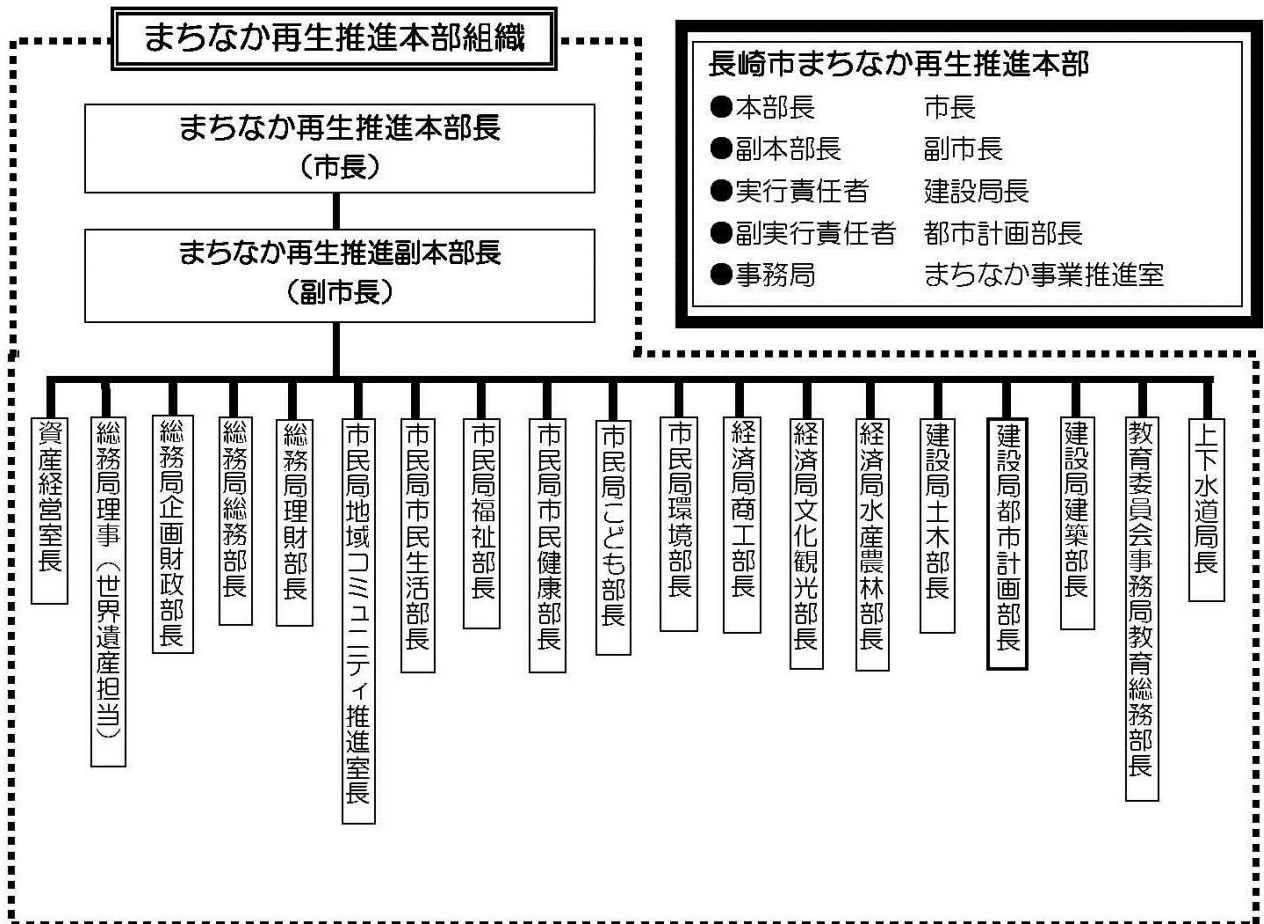 まちなか再生推進本部組織
まちなか再生推進本部長
（市長）
まちなか再生推進副本部長
（副市長）
長崎市まちなか再生推進本部
●本部長 市長
●副本部長 副市長
●実行責任者 建設局長
●副実行責任者 都市計画部長
●事務局 まちなか事業推進室
資産経営室長
総務局理事（世界遺産担当）
総務局企画財政部長
総務局総務部長
総務局理財部長
市民局地域コミュニティ推進室長
市民局市民生活部長
市民局福祉部長
市民局市民健康部長
市民局こども部長
市民局環境部長
経済局商工部長
経済局文化観光部長
経済局水産農林部長
建設局土木部長
建設局都市計画部長
建設局建築部長
教育委員会事務局教育総務部長
上下水道局長